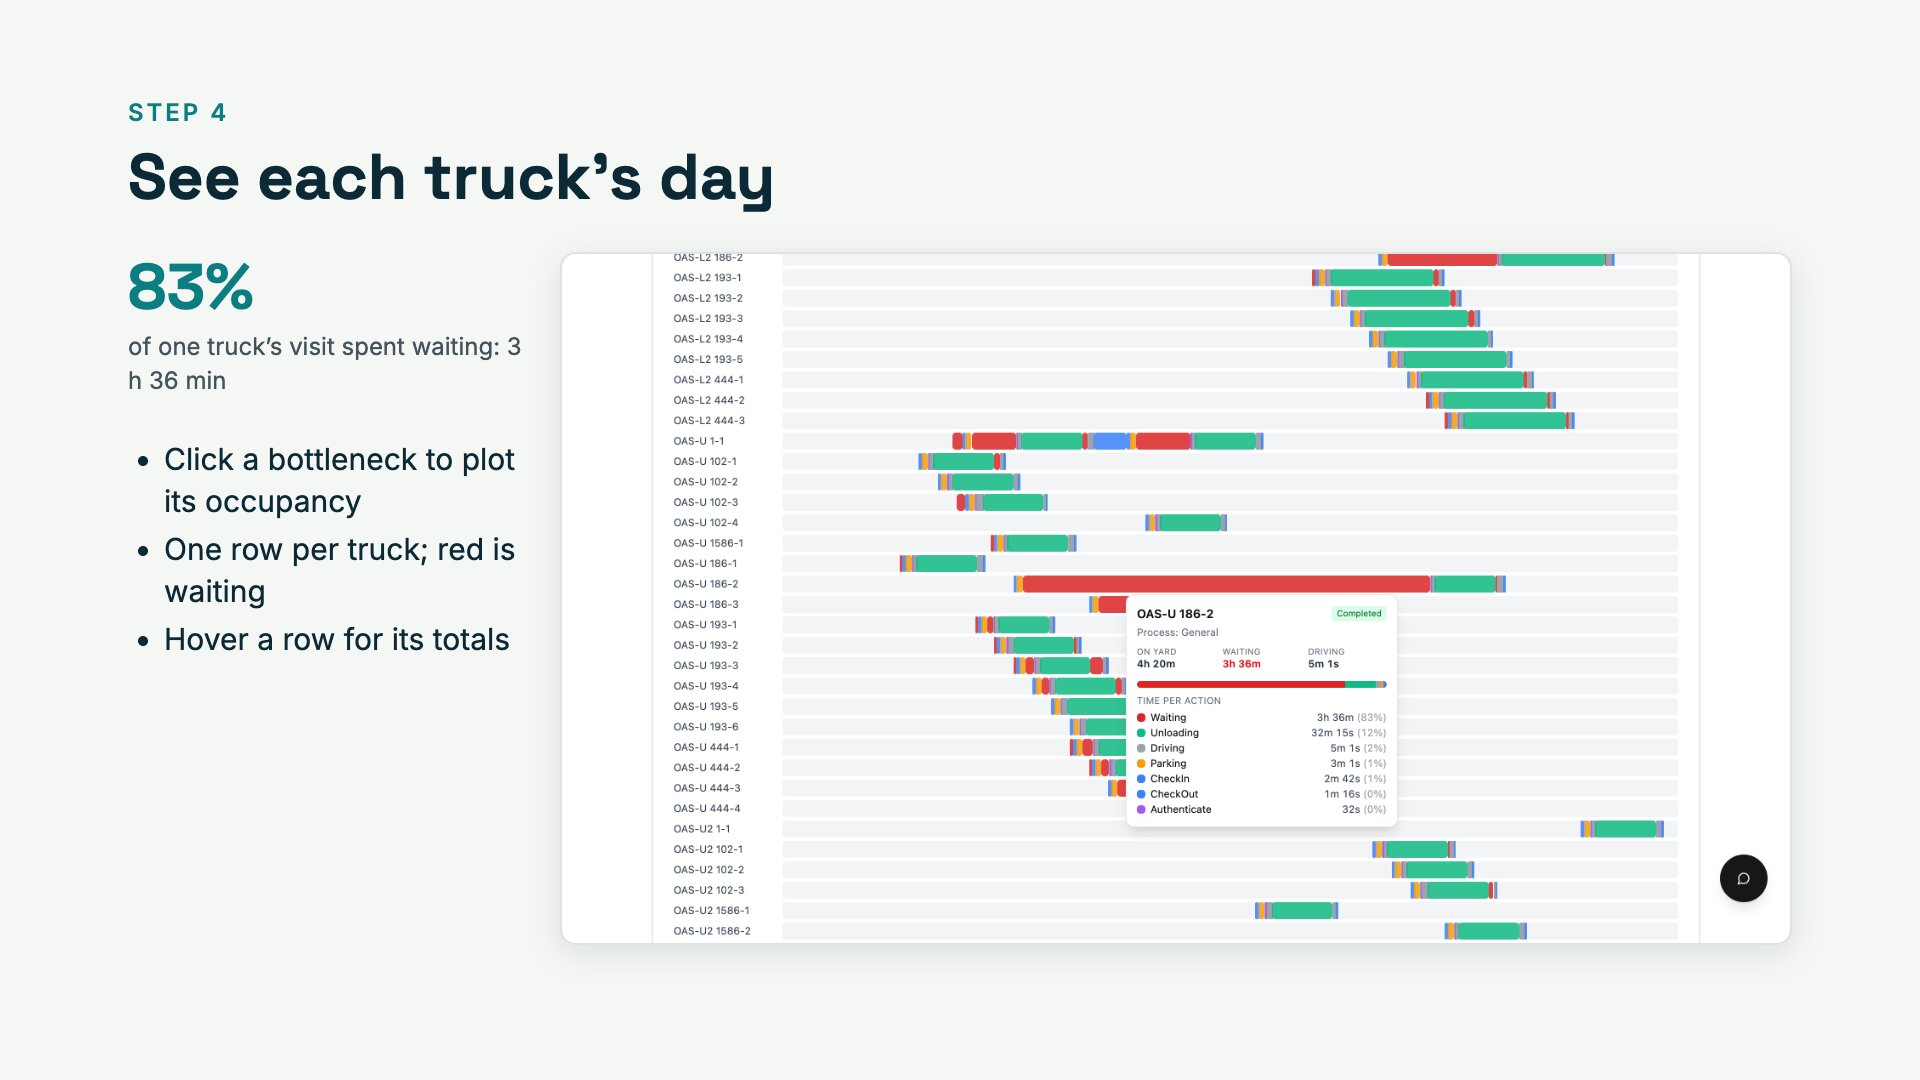 STEP 4
See each truck’s day
83%
of one truck’s visit spent waiting: 3
h 36 min
• Click a bottleneck to plot
its occupancy
• One row per truck; red is
waiting
• Hover a row for its totals
OAS-L2 186-2
OAS-L2 193-1
OAS-L2 193-2
OAS-L2 193-3
OAS-L2 193-4
OAS-L2 193-5
OAS-L2 444-1
OAS-L2 444-2
OAS-L2 444-3
OAS-U 1-1
OAS-U 102-1
OAS-U 102-2
OAS-U 102-3
OAS-U 102-4
OAS-U 1586-1
OAS-U 186-1
OAS-U 186-2
OAS-U 186-3
OAS-U 193-1
OAS-U 193-2
OAS-U 193-3
OAS-U 193-4
OAS-U 193-5
OAS-U 193-6
OAS-U 444-1
OAS-U 444-2
OAS-U 444-3
OAS-U 444-4
OAS-U2 1-1
OAS-U2 102-1
OAS-U2 102-2
OAS-U2 102-3
OAS-U2 1586-1
OAS-U2 1586-2
OAS-U 186-2 Completed
Process: General
ON YARD WAITING DRIVING
4h 20m 3h 36m 5m 1s
TIME PER ACTION
Waiting 3h 36m (83%)
Unloading 32m 15s (12%)
Driving 5m 1s (2%)
Parking 3m 1s (1%)
CheckIn 2m 42s (1%)
CheckOut 1m 16s (0%)
Authenticate 32s (0%)